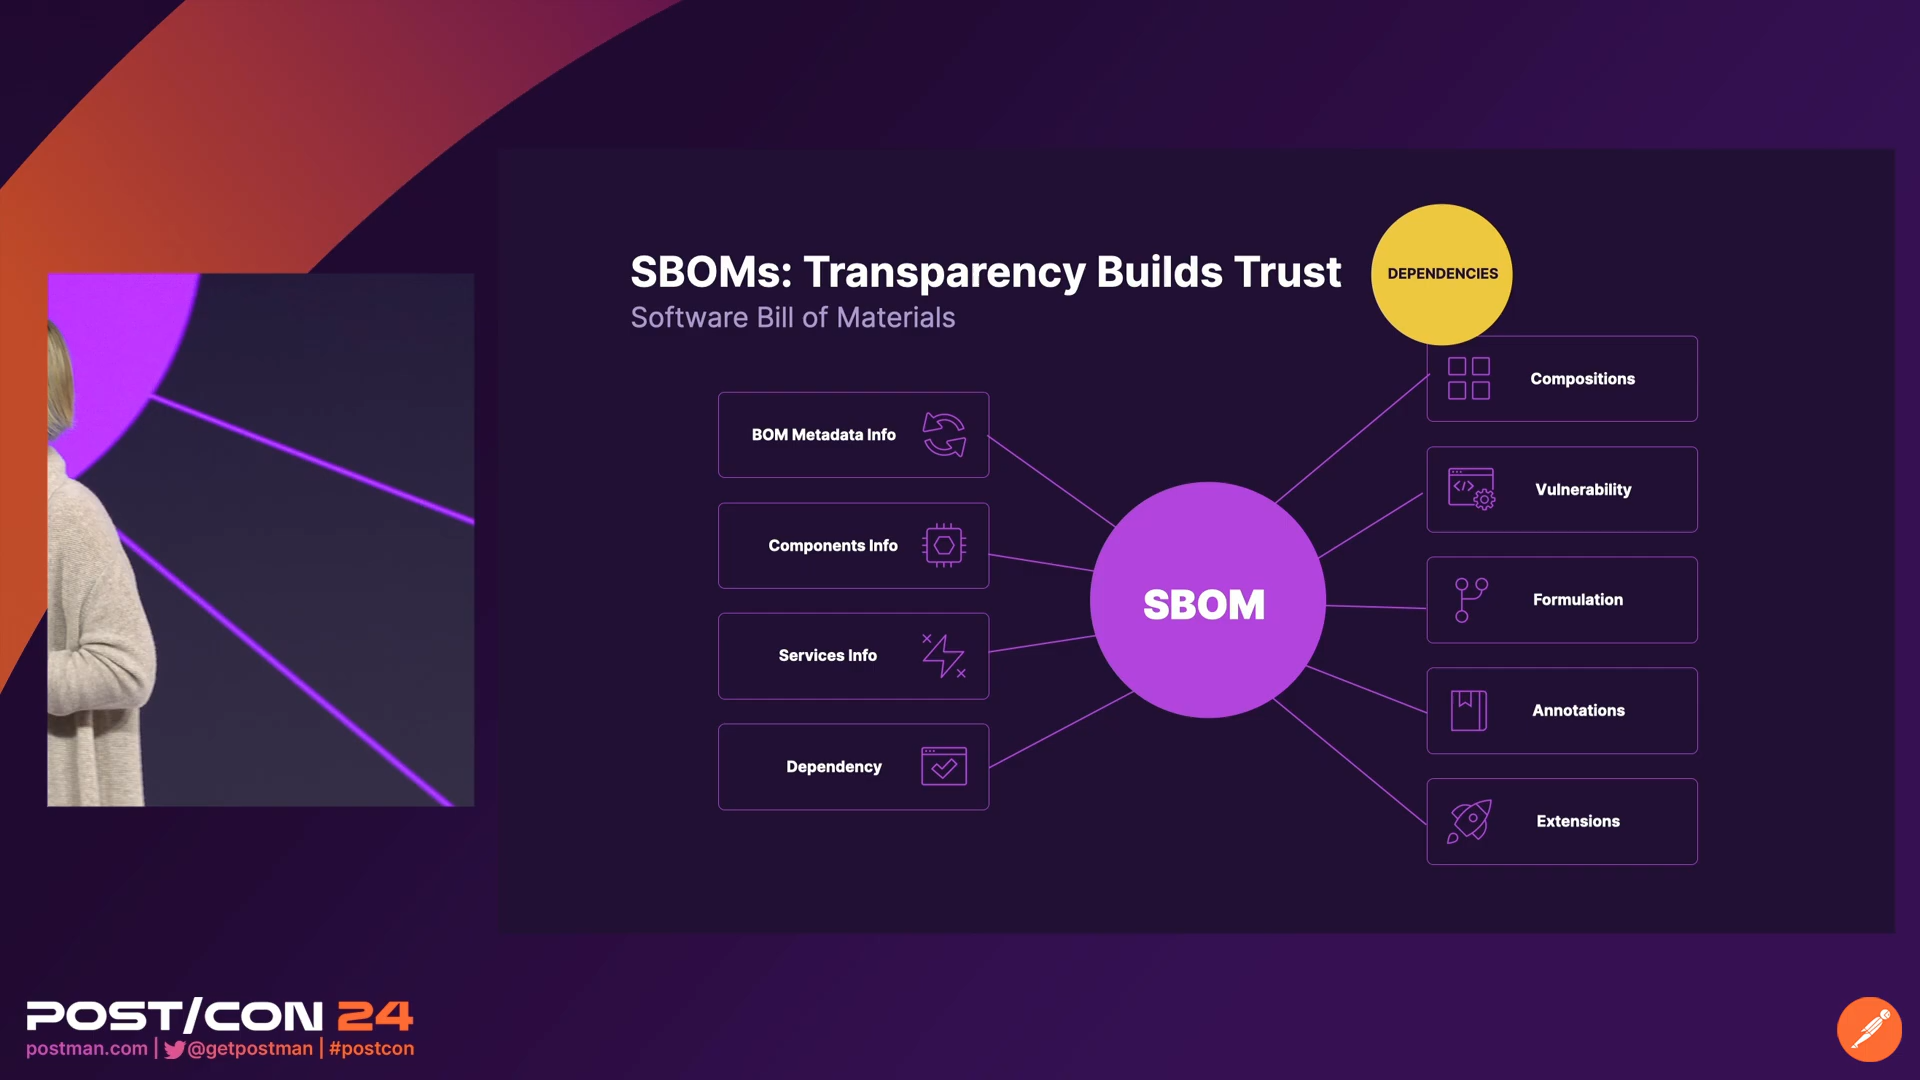 SBOMs: Transparency Builds Trust
Software Bill of Materials
DEPENDENCIES
BOM Metadata Info
Components Info
Services Info
Dependency
SBOM
Compositions
Vulnerability
Formulation
Annotations
Extensions
POST/CON 24
postman.com | @getpostman | #postcon